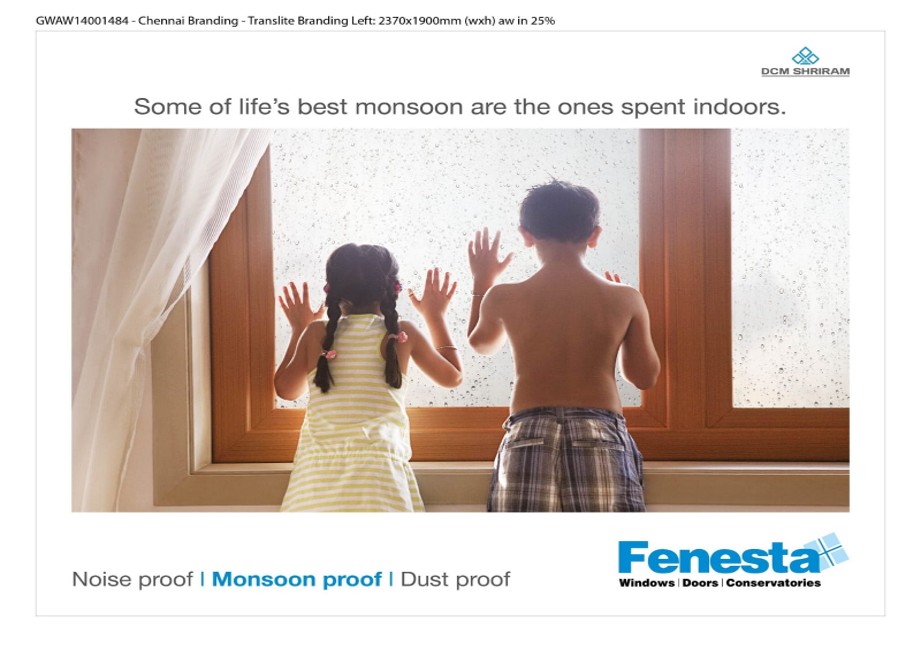 GWAW14001484 - Chennai Branding - Translite Branding Left: 2370x1900mm (wxh) aw in 25%
DCM SHRIRAM
Some of life's best monsoon are the ones spent indoors.
Noise proof | Monsoon proof | Dust proof
Fenesta
Windows | Doors | Conservatories